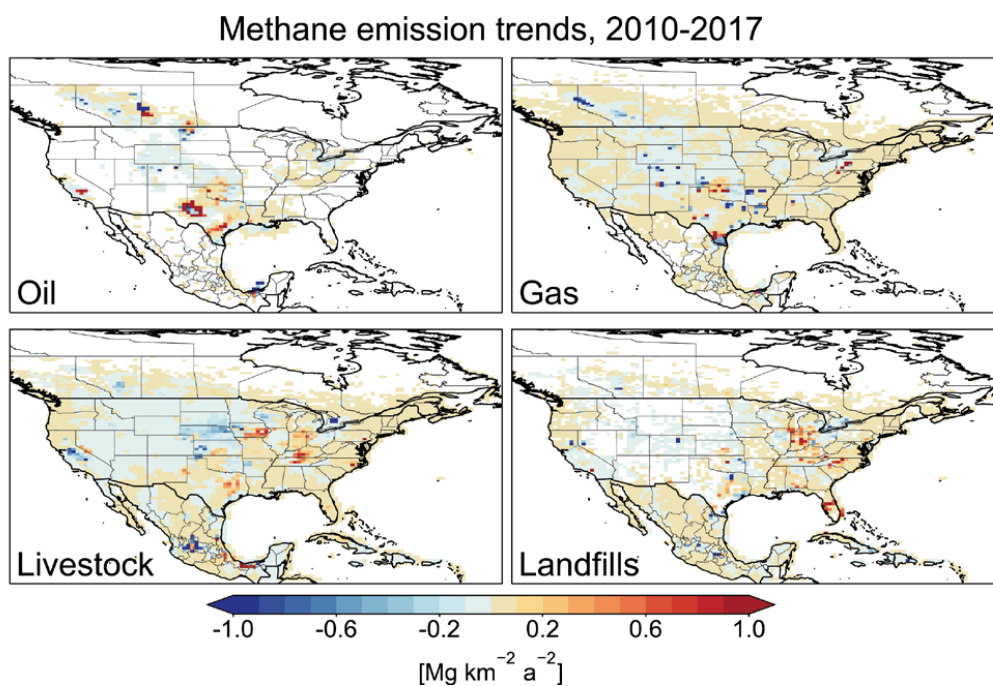 Methane emission trends, 2010-2017
Oil
Gas
Livestock
Landfills
-1.0 -0.6 -0.2 0.2 0.6 1.0
[Mg km⁻² a⁻²]